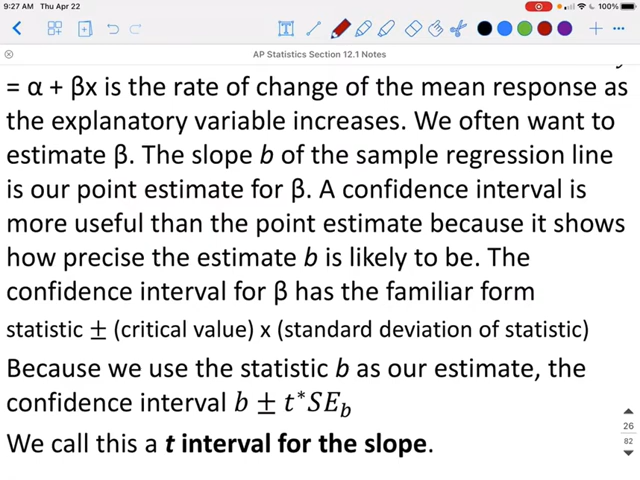 9:27 AM Thu Apr 22
100%
AP Statistics Section 12.1 Notes
= α + βx is the rate of change of the mean response as
the explanatory variable increases. We often want to
estimate β. The slope b of the sample regression line
is our point estimate for β. A confidence interval is
more useful than the point estimate because it shows
how precise the estimate b is likely to be. The
confidence interval for β has the familiar form
statistic ± (critical value) x (standard deviation of statistic)
Because we use the statistic b as our estimate, the
confidence interval b ± t*SE_b
We call this a t interval for the slope.
26
82